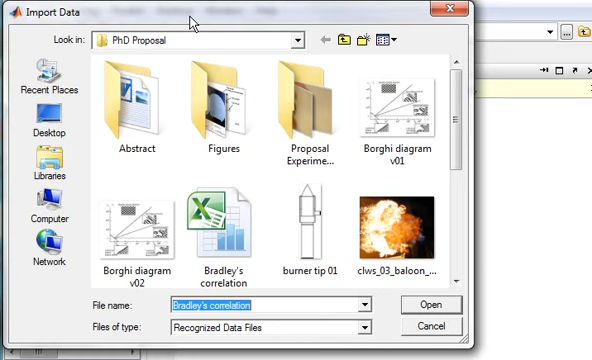 Import Data
Look in:
PhD Proposal
Recent Places
Desktop
Libraries
Computer
Network
Abstract
Figures
Proposal
Experime...
Borghi diagram
v01
Borghi diagram
v02
Bradley's
correlation
burner tip 01
clws_03_baloon_...
File name:
Bradley's correlation
Open
Files of type:
Recognized Data Files
Cancel